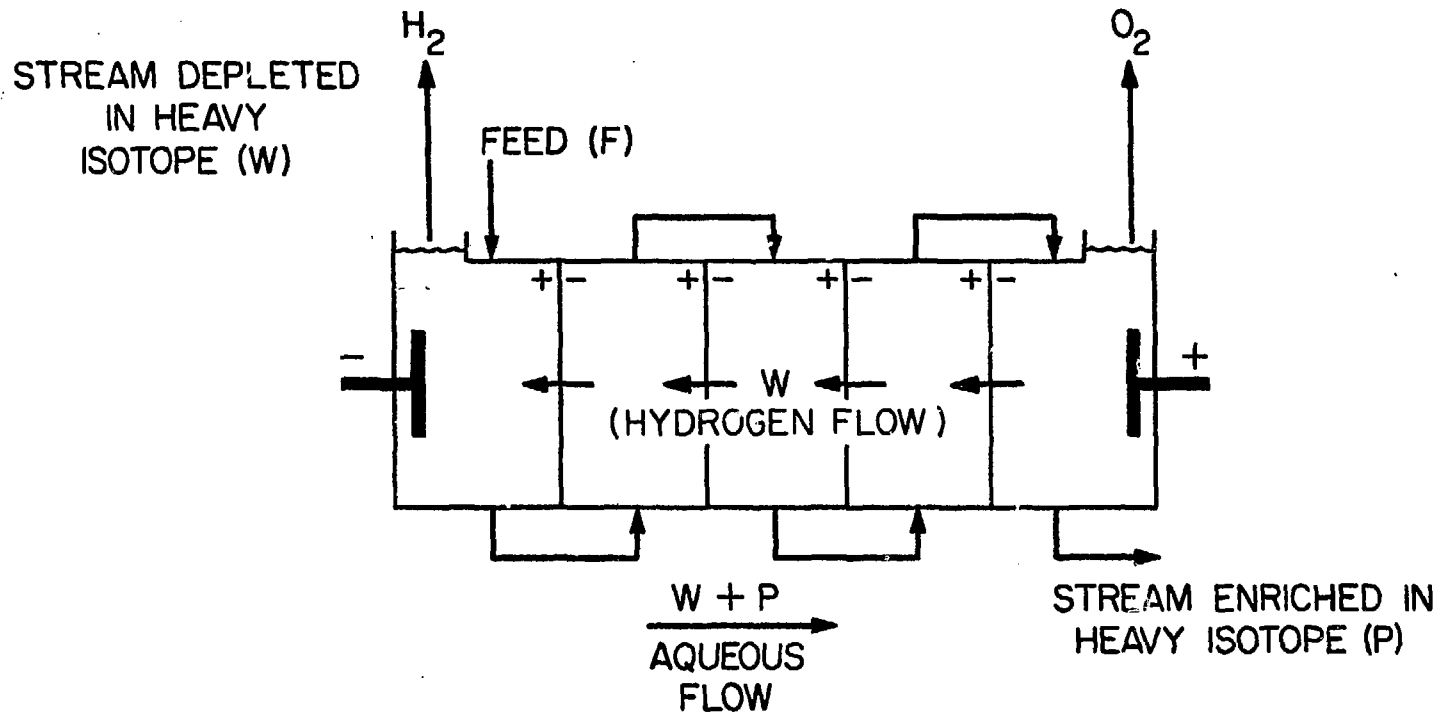 H2
O2
STREAM DEPLETED
IN HEAVY
ISOTOPE (W)
FEED (F)
+ - + - + - + -
-
+
W
(HYDROGEN FLOW)
W + P
AQUEOUS
FLOW
STREAM ENRICHED IN
HEAVY ISOTOPE (P)